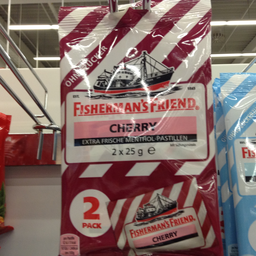 OHNE ZUCKER
FISHERMAN'S FRIEND
CHERRY
EXTRA FRISCHE MENTHOL-PASTILLEN
2 x 25 g e
2
PACK
FISHERMAN'S FRIEND
CHERRY